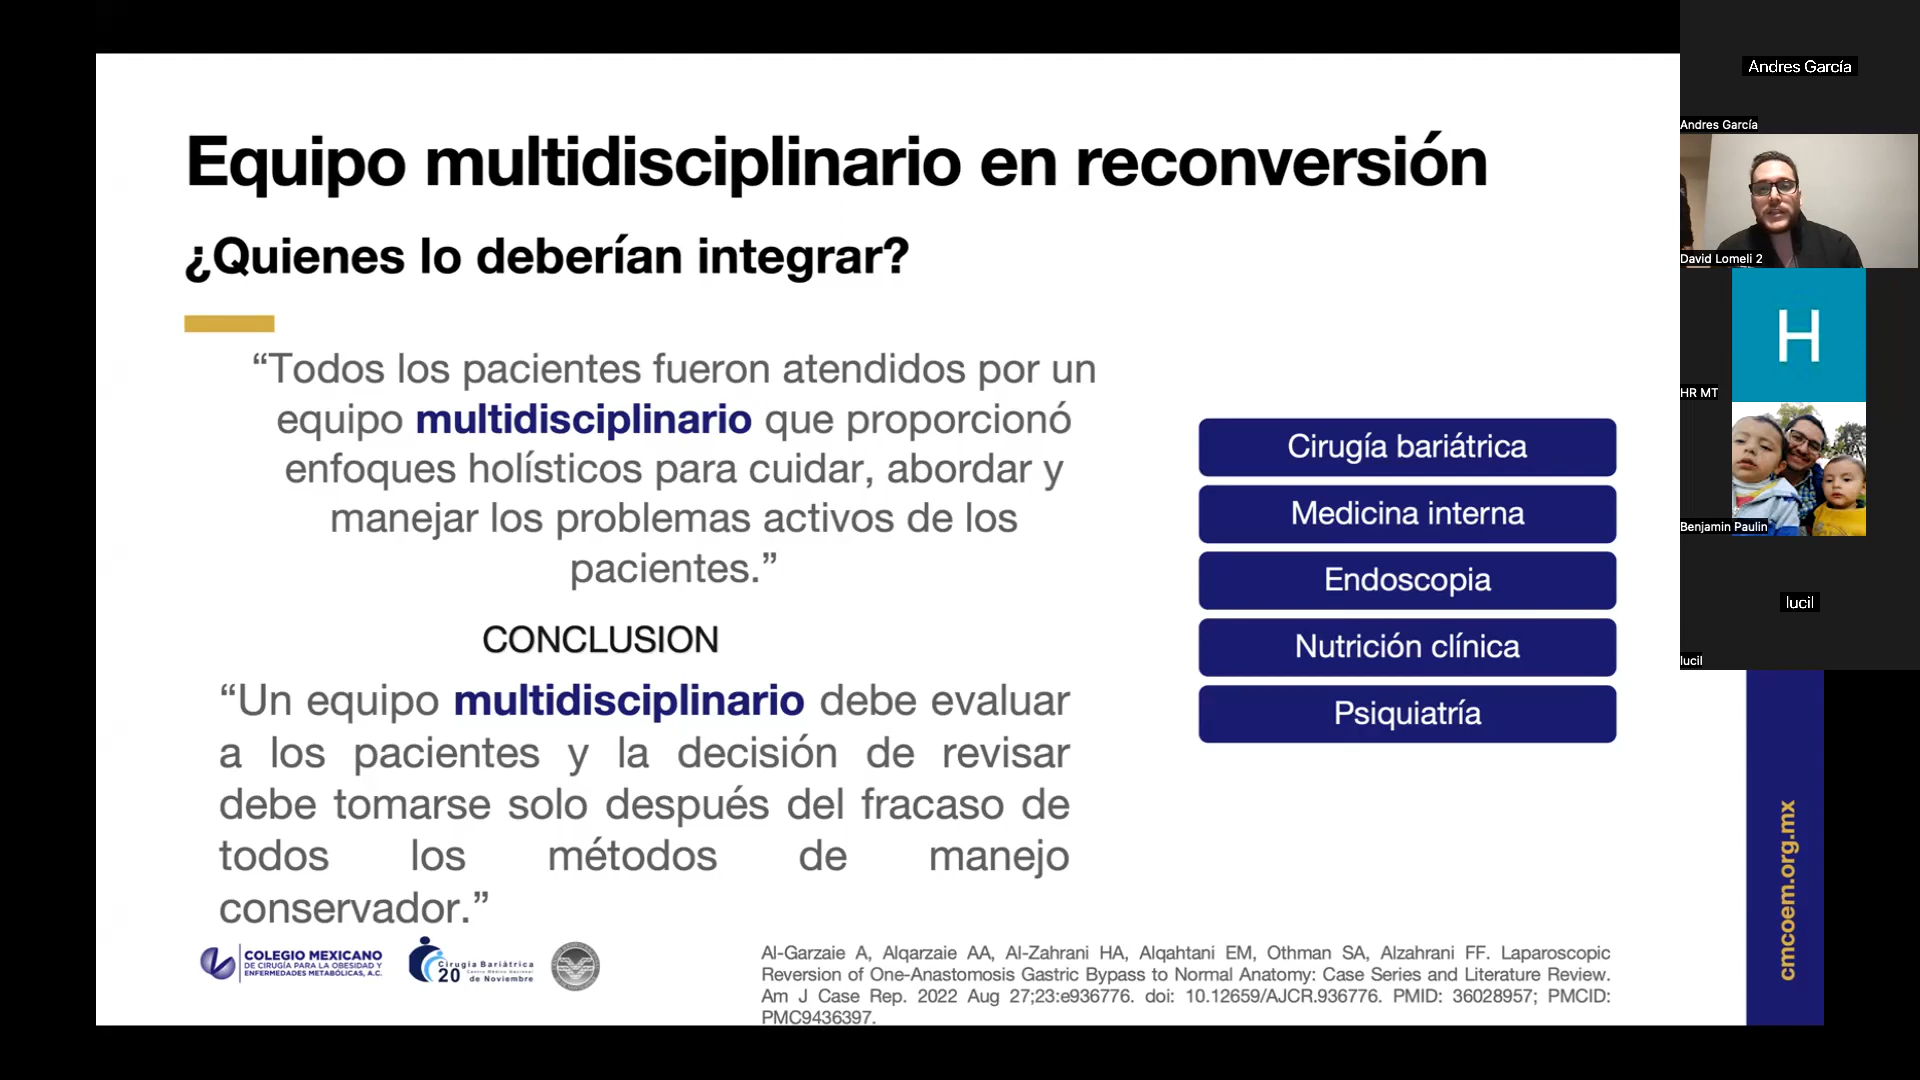 Equipo multidisciplinario en reconversión
¿Quienes lo deberían integrar?
“Todos los pacientes fueron atendidos por un
equipo multidisciplinario que proporcionó
enfoques holísticos para cuidar, abordar y
manejar los problemas activos de los
pacientes.”
CONCLUSION
“Un equipo multidisciplinario debe evaluar
a los pacientes y la decisión de revisar
debe tomarse solo después del fracaso de
todos los métodos de manejo
conservador.”
Cirugía bariátrica
Medicina interna
Endoscopia
Nutrición clínica
Psiquiatría
COLEGIO MEXICANO
DE CIRUGÍA PARA LA OBESIDAD Y
ENFERMEDADES METABÓLICAS, A.C.
Cirugía Bariátrica
Centro Médico Nacional
20 de Noviembre
Al-Garzaie A, Alqarzaie AA, Al-Zahrani HA, Alqahtani EM, Othman SA, Alzahrani FF. Laparoscopic
Reversion of One-Anastomosis Gastric Bypass to Normal Anatomy: Case Series and Literature Review.
Am J Case Rep. 2022 Aug 27;23:e936776. doi: 10.12659/AJCR.936776. PMID: 36028957; PMCID:
PMC9436397.
cmcoem.org.mx
Andres García
Andres García
David Lomeli 2
H
HR MT
Benjamin Paulin
lucil
lucil